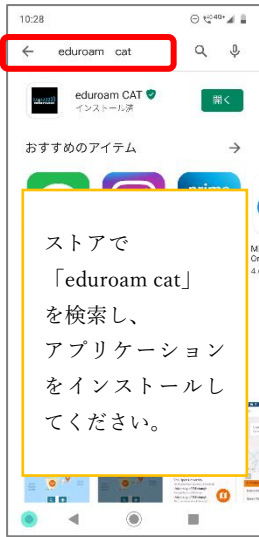 10:28
4G+
eduroam cat
eduroam CAT
インストール済
開く
おすすめのアイテム
prime
ストアで
「eduroam cat」
を検索し、
アプリケーション
をインストールし
てください。